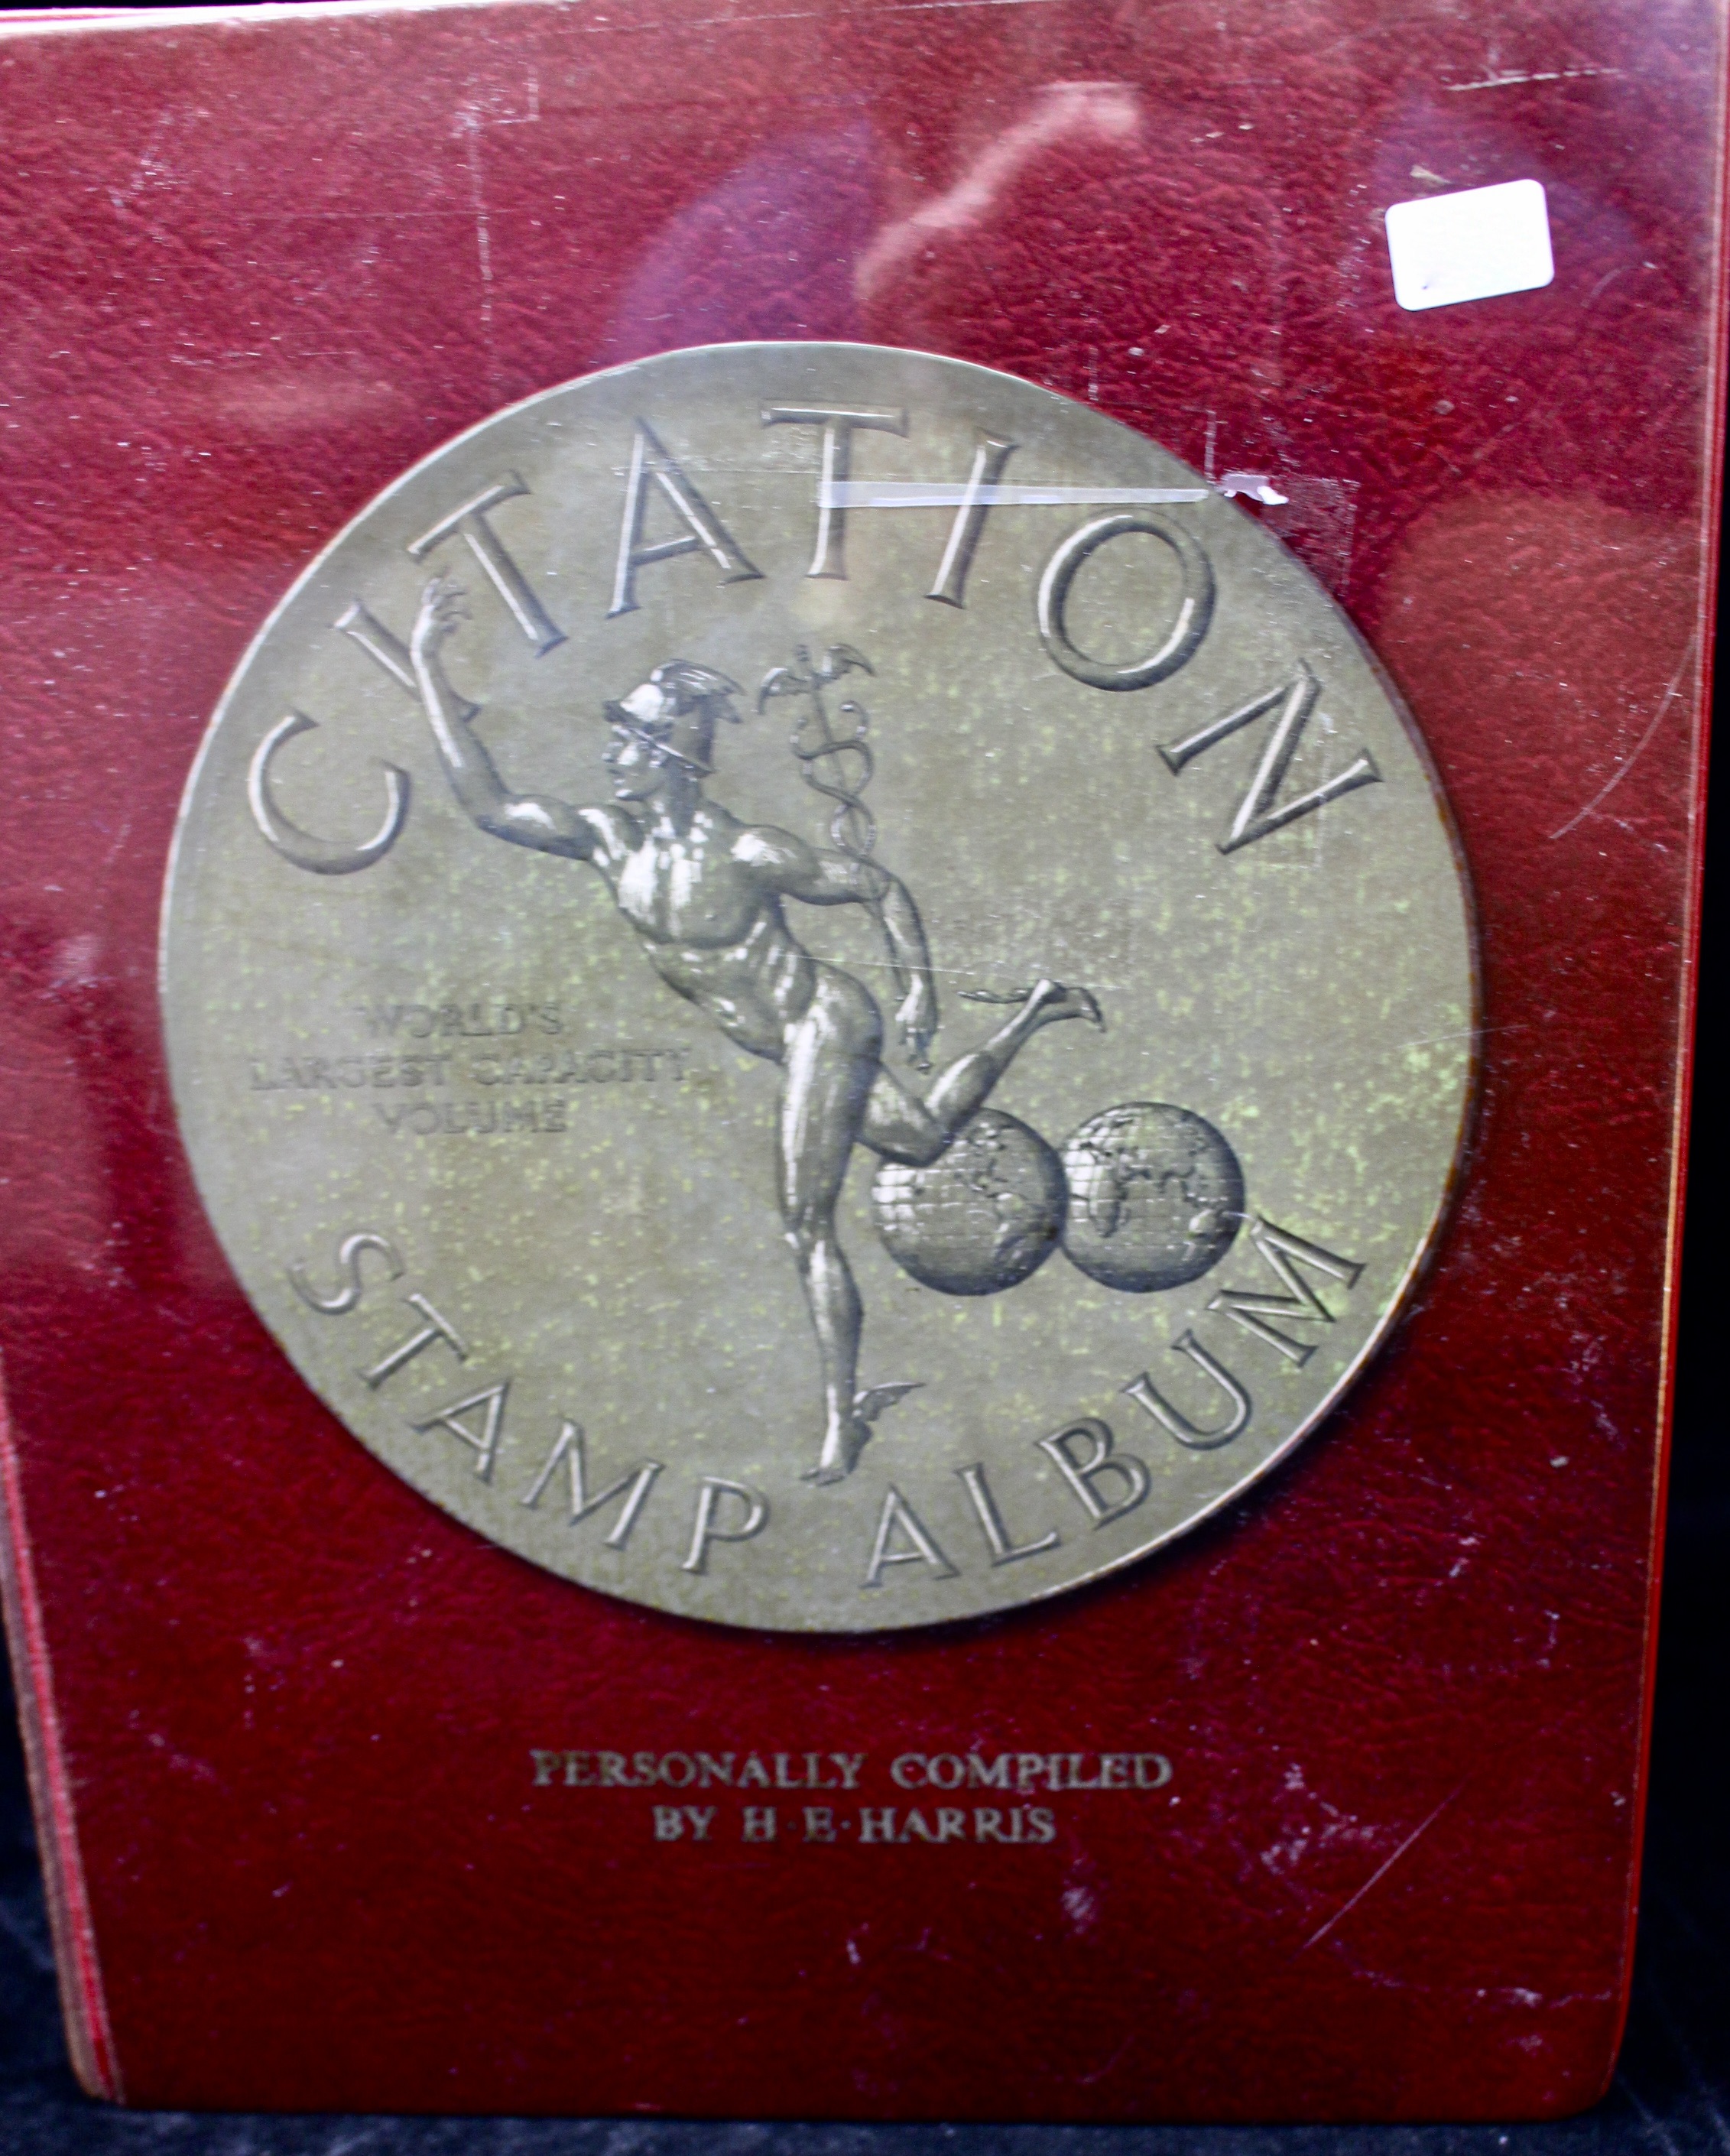 CITATION
WORLD'S
LARGEST CAPACITY
VOLUME
STAMP ALBUM
PERSONALLY COMPILED
BY H·E·HARRIS